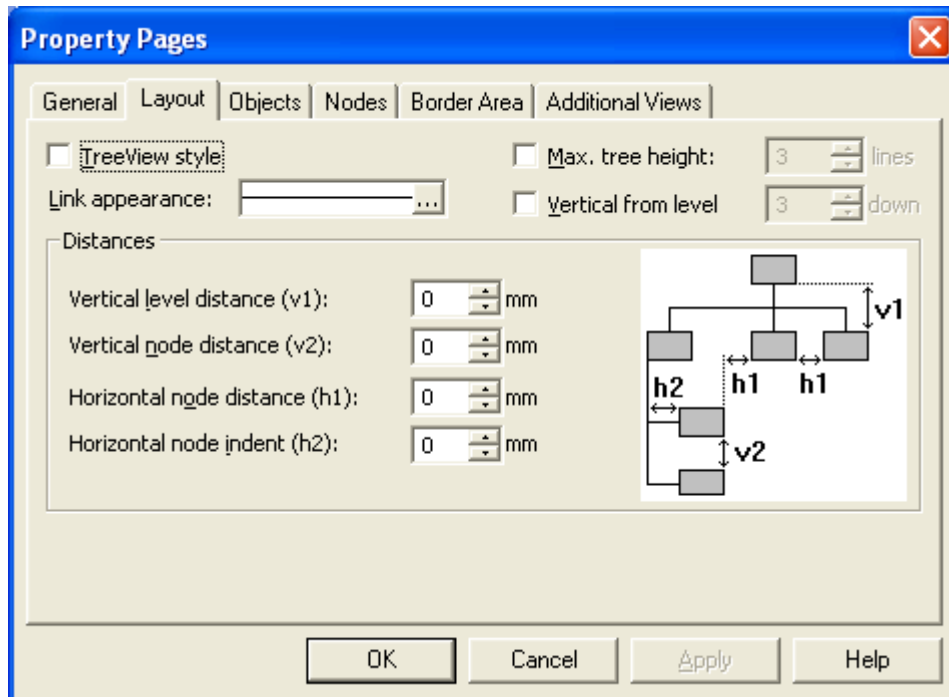 Property Pages
General Layout Objects Nodes Border Area Additional Views
TreeView style
Max. tree height: 3 lines
Link appearance: ...
Vertical from level 3 down
Distances
Vertical level distance (v1): 0 mm
Vertical node distance (v2): 0 mm
Horizontal node distance (h1): 0 mm
Horizontal node indent (h2): 0 mm
v1
h2 h1 h1
v2
OK Cancel Apply Help